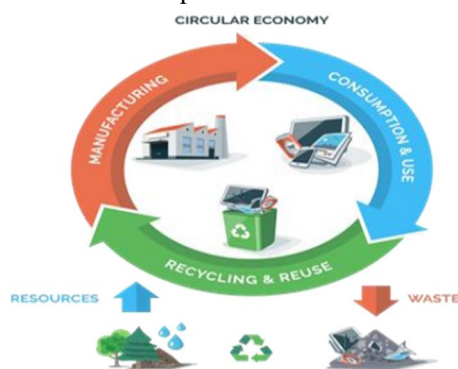 CIRCULAR ECONOMY
MANUFACTURING
CONSUMPTION & USE
RECYCLING & REUSE
RESOURCES
WASTE